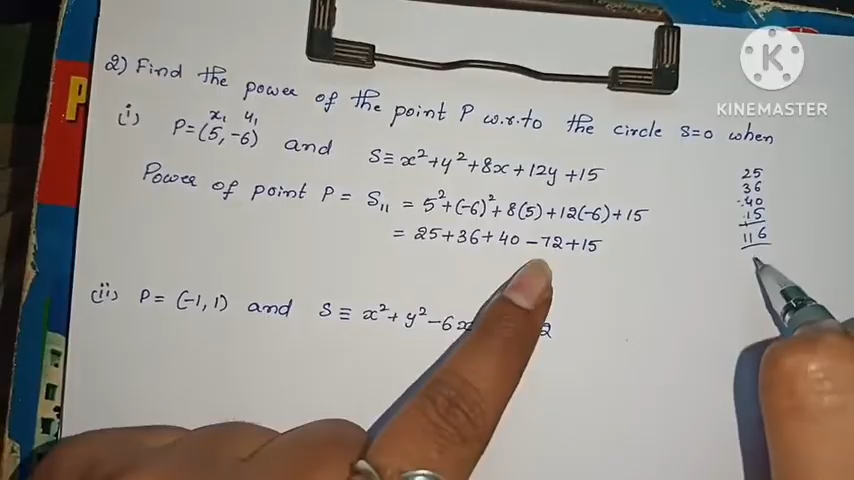 2) Find the power of the point P w.r.to the circle S=0 when
(i) P=(5, -6) and S≡x²+y²+8x+12y+15
x₁ y₁
Power of point P = S₁₁ = 5²+(-6)²+8(5)+12(-6)+15
= 25+36+40-72+15
25
36
40
15
116
(ii) P= (-1, 1) and S ≡ x²+y²-6x
2
KINEMASTER